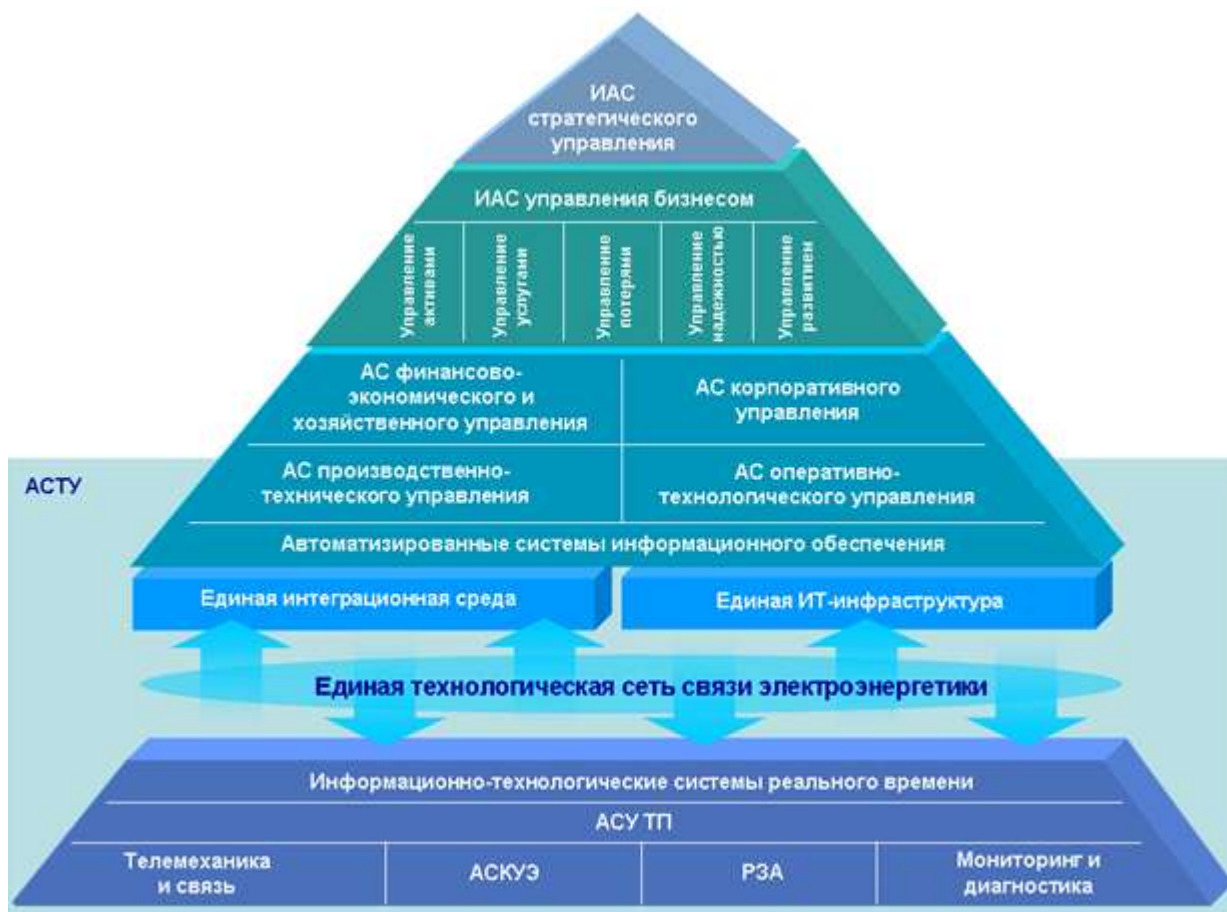 ИАС
стратегического
управления
ИАС управления бизнесом
Управление
активами
Управление
услугами
Управление
потерями
Управление
надежностью
Управление
развитием
АС финансово-
экономического и
хозяйственного управления
АС корпоративного
управления
АСТУ
АС производственно-
технического управления
АС оперативно-
технологического управления
Автоматизированные системы информационного обеспечения
Единая интеграционная среда
Единая ИТ-инфраструктура
Единая технологическая сеть связи электроэнергетики
Информационно-технологические системы реального времени
АСУ ТП
Телемеханика
и связь
АСКУЭ
РЗА
Мониторинг и
диагностика